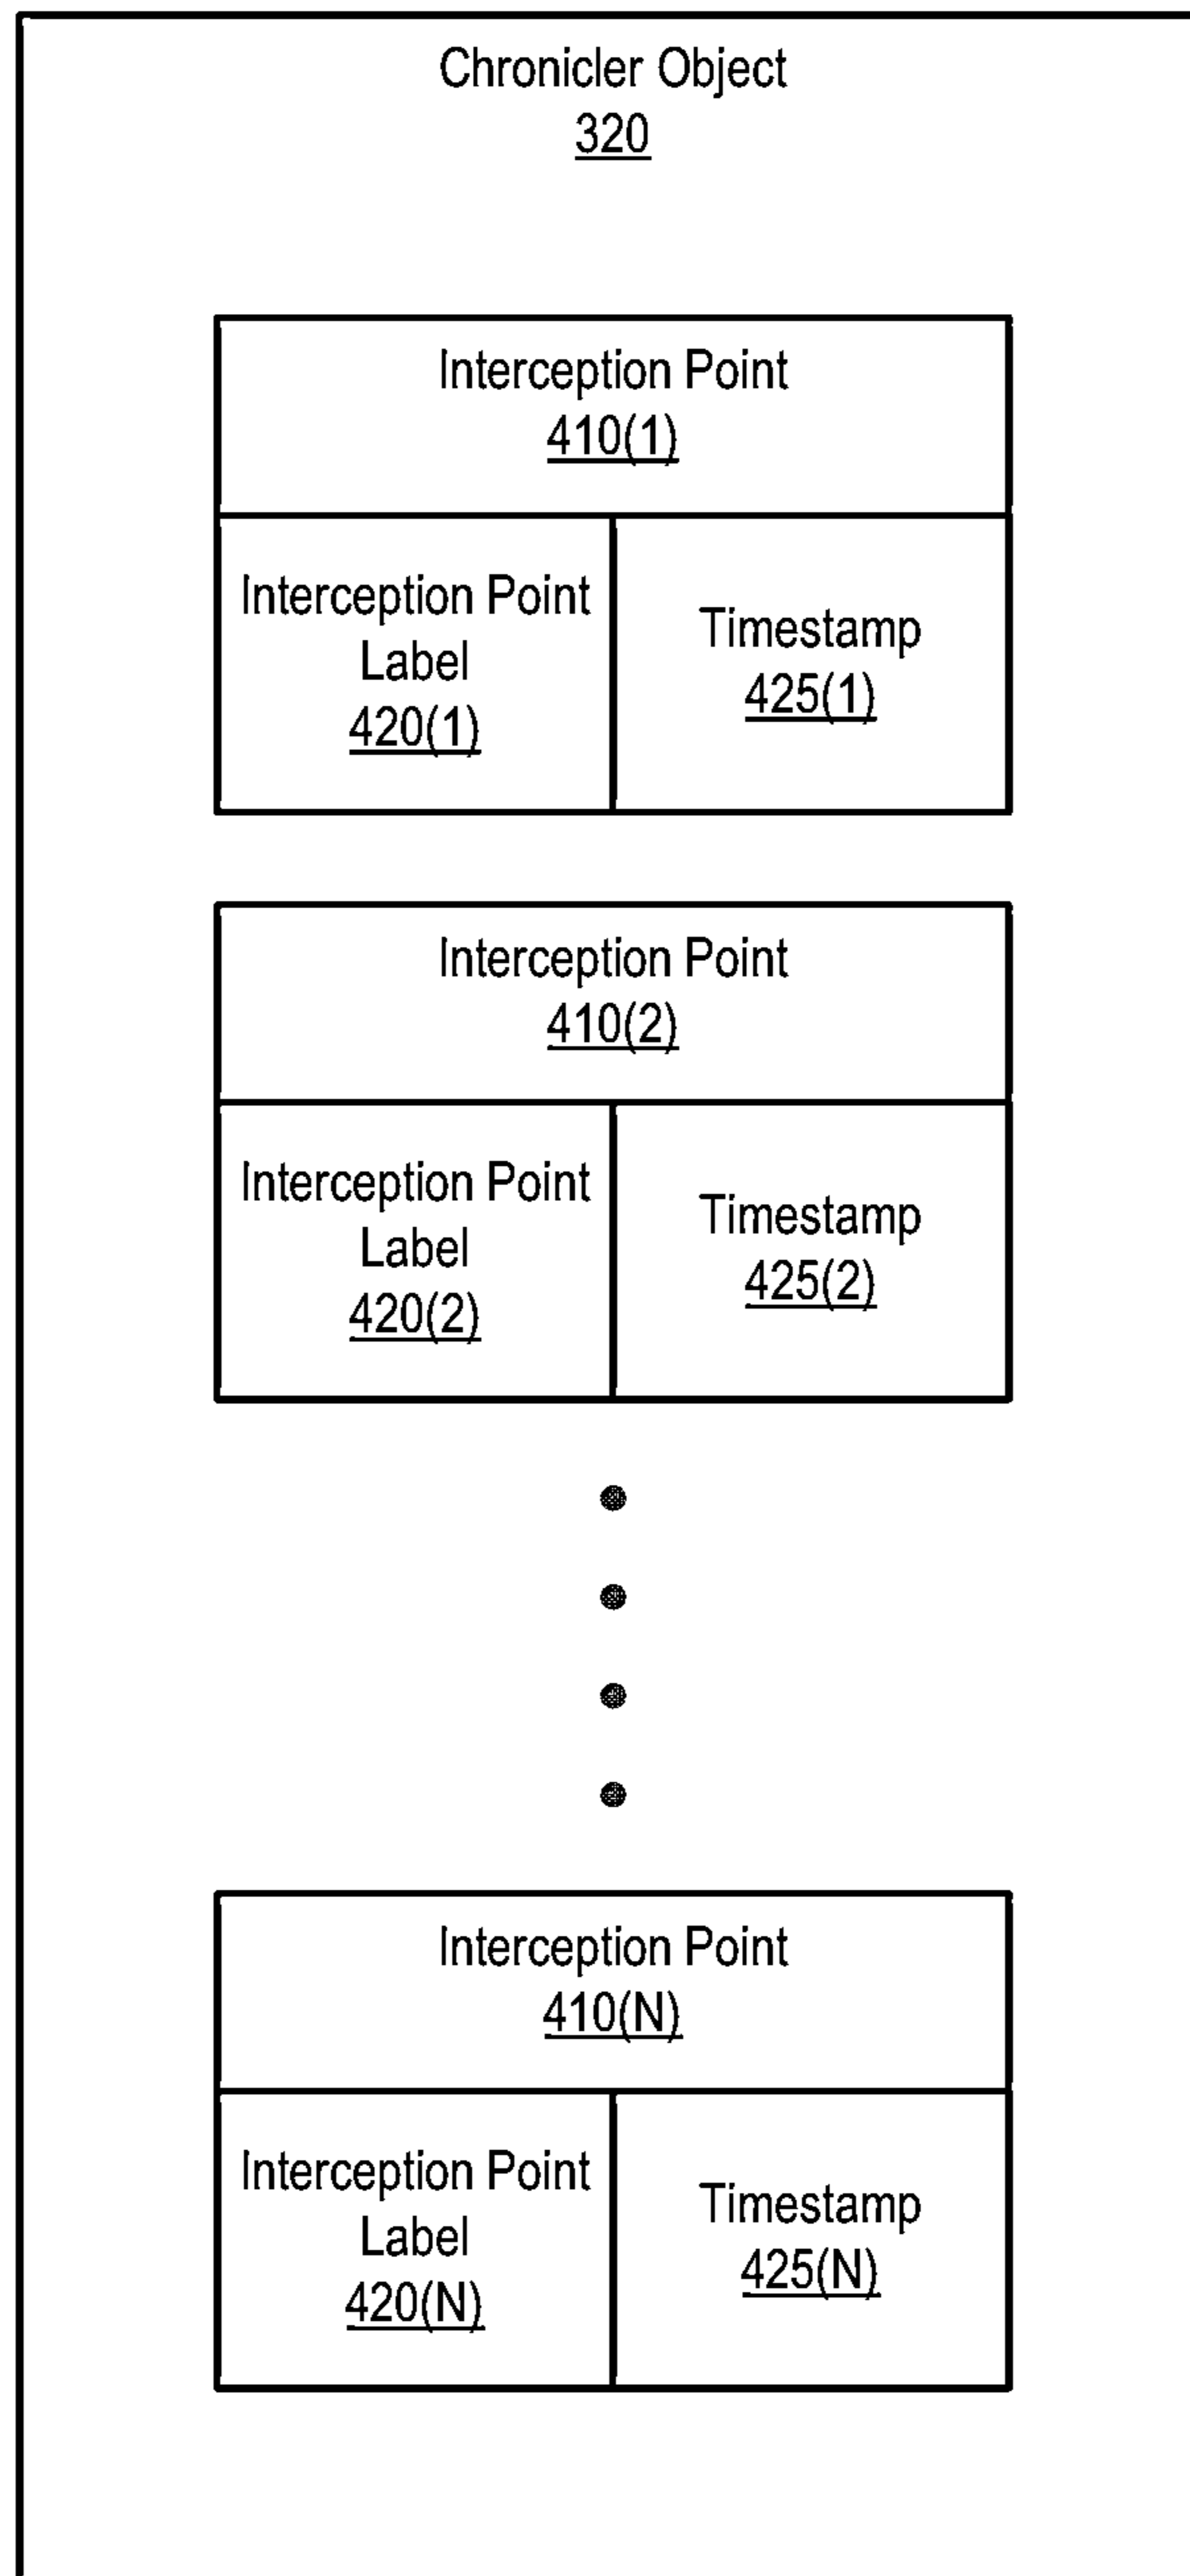 Chronicler Object
320
Interception Point
410(1)
Interception Point
Label
420(1)
Timestamp
425(1)
Interception Point
410(2)
Interception Point
Label
420(2)
Timestamp
425(2)
Interception Point
410(N)
Interception Point
Label
420(N)
Timestamp
425(N)